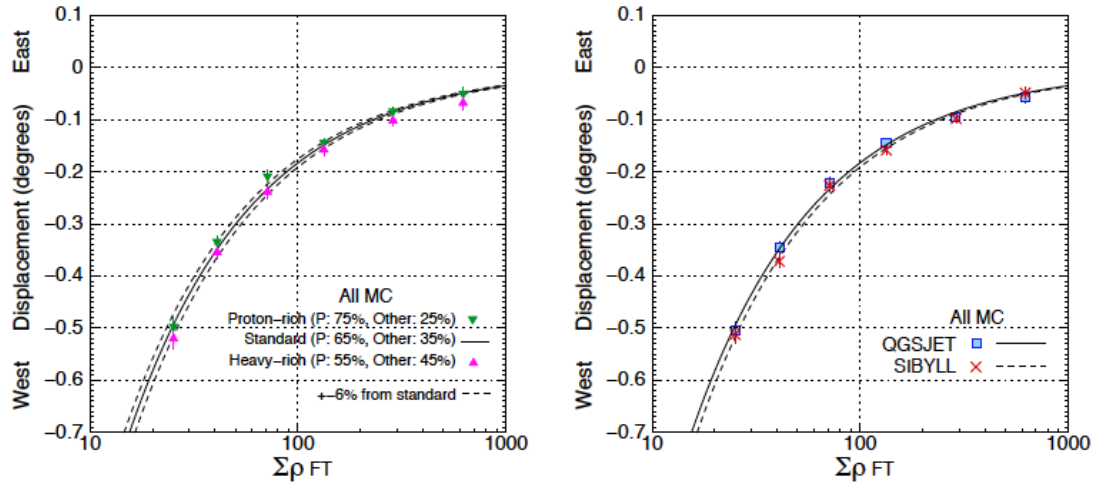 0.1
0
−0.1
−0.2
−0.3
−0.4
−0.5
−0.6
−0.7
East
Displacement (degrees)
West
All MC
Proton−rich (P: 75%, Other: 25%)
Standard (P: 65%, Other: 35%)
Heavy−rich (P: 55%, Other: 45%)
+−6% from standard
10 100 1000
Σρ FT
0.1
0
−0.1
−0.2
−0.3
−0.4
−0.5
−0.6
−0.7
East
Displacement (degrees)
West
All MC
QGSJET
SIBYLL
10 100 1000
Σρ FT